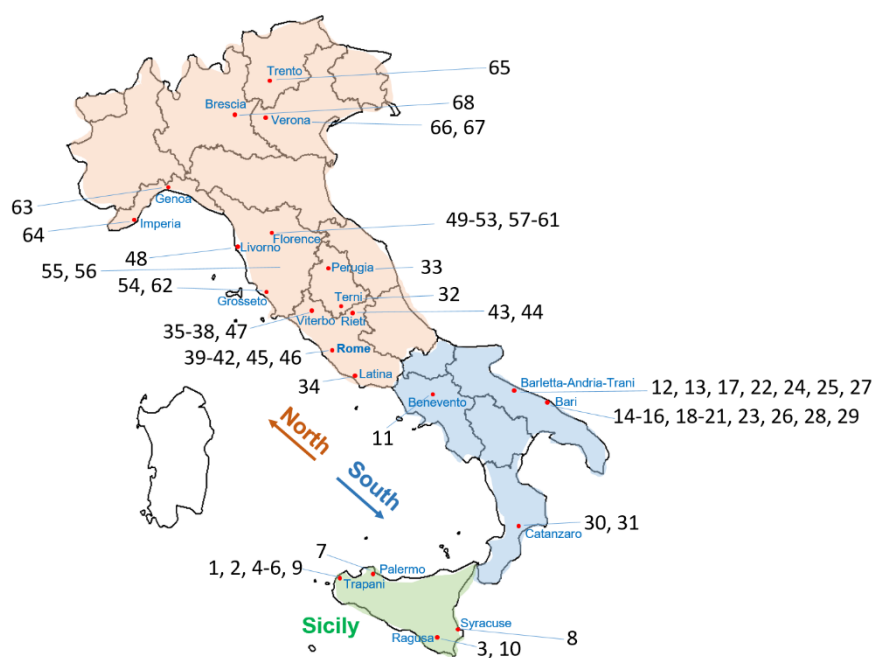 65
Trento
Brescia
68
Verona
66, 67
63
Genoa
64
Imperia
49-53, 57-61
Florence
48
Livorno
55, 56
Perugia
33
54, 62
Grosseto
Terni
32
Viterbo
Rieti
43, 44
35-38, 47
Rome
39-42, 45, 46
Latina
34
Barletta-Andria-Trani
12, 13, 17, 22, 24, 25, 27
Benevento
Bari
14-16, 18-21, 23, 26, 28, 29
11
North
South
30, 31
Catanzaro
7
Palermo
1, 2, 4-6, 9
Trapani
Sicily
Syracuse
8
Ragusa
3, 10